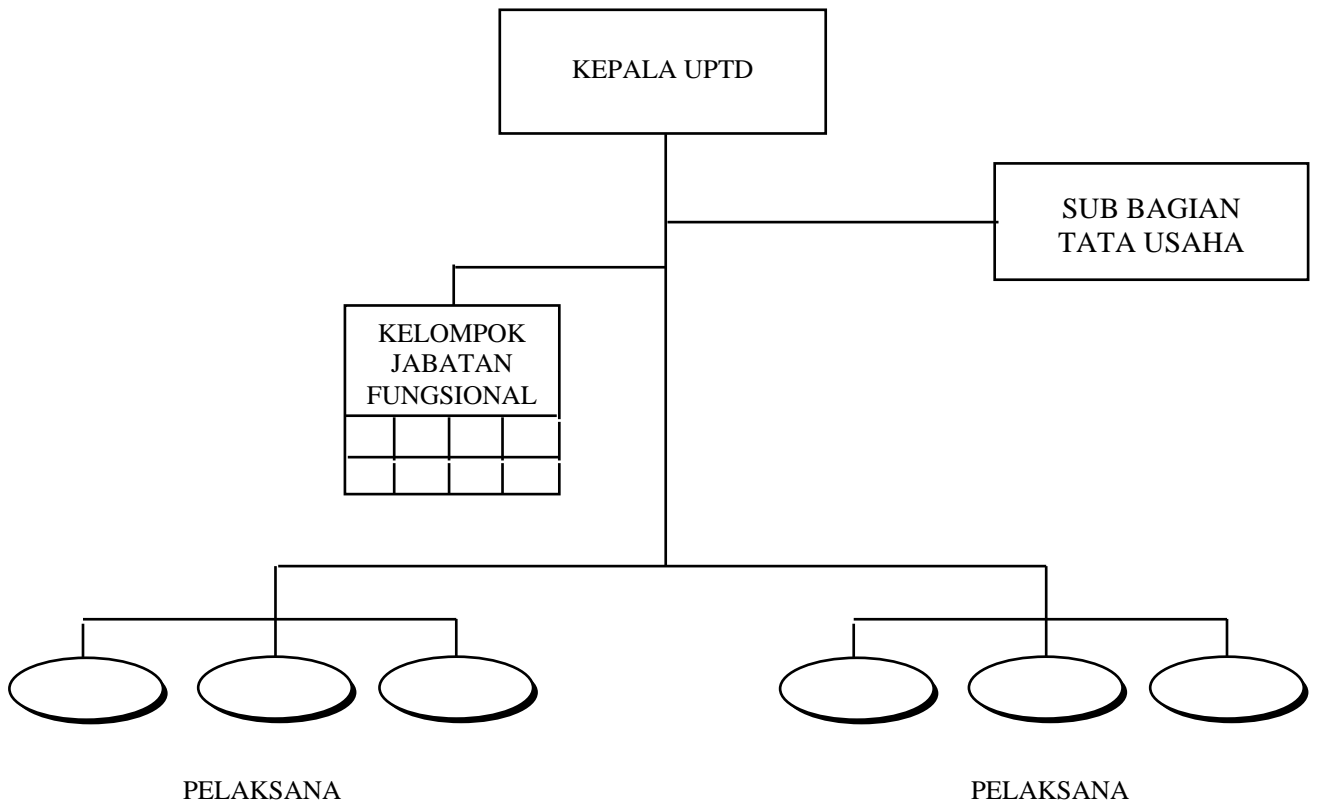 KEPALA UPTD
SUB BAGIAN
TATA USAHA
KELOMPOK
JABATAN
FUNGSIONAL
PELAKSANA
PELAKSANA